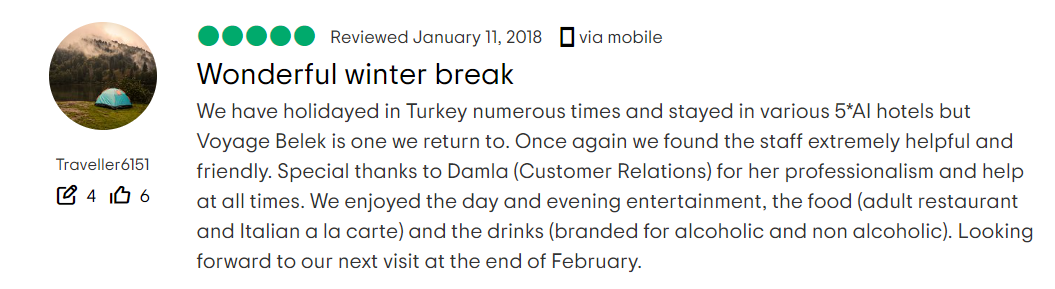 Reviewed January 11, 2018 via mobile
Wonderful winter break
We have holidayed in Turkey numerous times and stayed in various 5*AI hotels but
Voyage Belek is one we return to. Once again we found the staff extremely helpful and
friendly. Special thanks to Damla (Customer Relations) for her professionalism and help
at all times. We enjoyed the day and evening entertainment, the food (adult restaurant
and Italian a la carte) and the drinks (branded for alcoholic and non alcoholic). Looking
forward to our next visit at the end of February.
Traveller6151
4 6